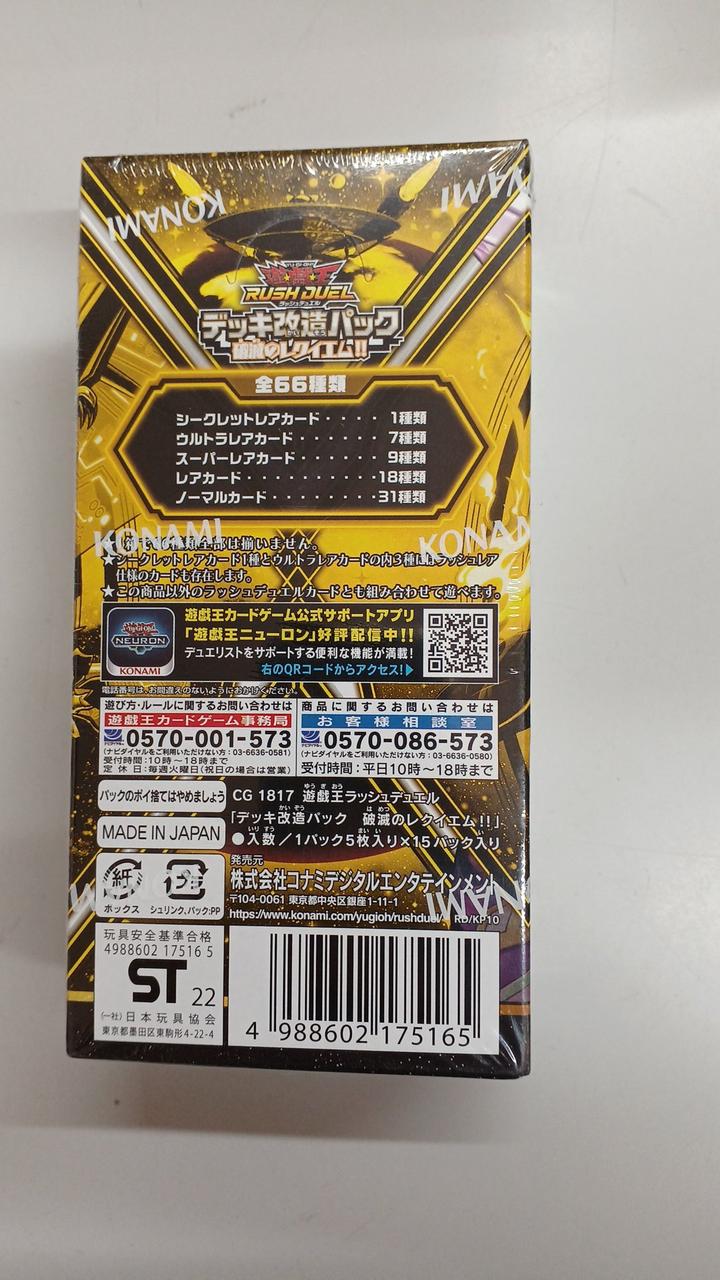 KONAMI
KONAMI
YU-GI-OH!
遊戯王
RUSH DUEL
ラッシュデュエル
デッキ改造パック
かいぞう
破滅のレクイエム!!
全66種類
シークレットレアカード・・・・ 1種類
ウルトラレアカード・・・・・・ 7種類
スーパーレアカード・・・・・ 9種類
レアカード・・・・・・・・・・18種類
ノーマルカード・・・・・・・・31種類
KONAMI
KONAMI
種類全部は揃いません。
★シークレットレアカード1種とウルトラレアカードの内3種にはラッシュレア
仕様のカードも存在します。
★この商品以外のラッシュデュエルカードとも組み合わせて遊べます。
Yu-Gi-Oh!
NEURON
KONAMI
遊戯王カードゲーム公式サポートアプリ
「遊戯王ニューロン」好評配信中!!
デュエリストをサポートする便利な機能が満載!
右のQRコードからアクセス!▶
電話番号は、お間違えのないようにおかけください。
遊び方・ルールに関するお問い合わせは
遊戯王カードゲーム事務局
0570-001-573
(ナビダイヤルをご利用いただけない方:03-6636-0581)
受付時間:10時~18時まで
定休日:毎週火曜日(祝日の場合は営業)
商品に関するお問い合わせは
お客様相談室
0570-086-573
(ナビダイヤルをご利用いただけない方:03-6636-0580)
受付時間:平日10時~18時まで
パックのポイ捨てはやめましょう
MADE IN JAPAN
CG 1817 遊戯王ラッシュデュエル
「デッキ改造パック 破滅のレクイエム!!」
●入数/1パック5枚入り×15パック入り
紙
ボックス
プラ
シュリンク、パック:PP
発売元
株式会社コナミデジタルエンタテインメント
〒104-0061 東京都中央区銀座1-11-1
https://www.konami.com/yugioh/rushduel/
RD/KP10
KONAMI
玩具安全基準合格
4988602 17516 5
ST 22
(一社)日本玩具協会
東京都墨田区東駒形4-22-4
4 988602 175165